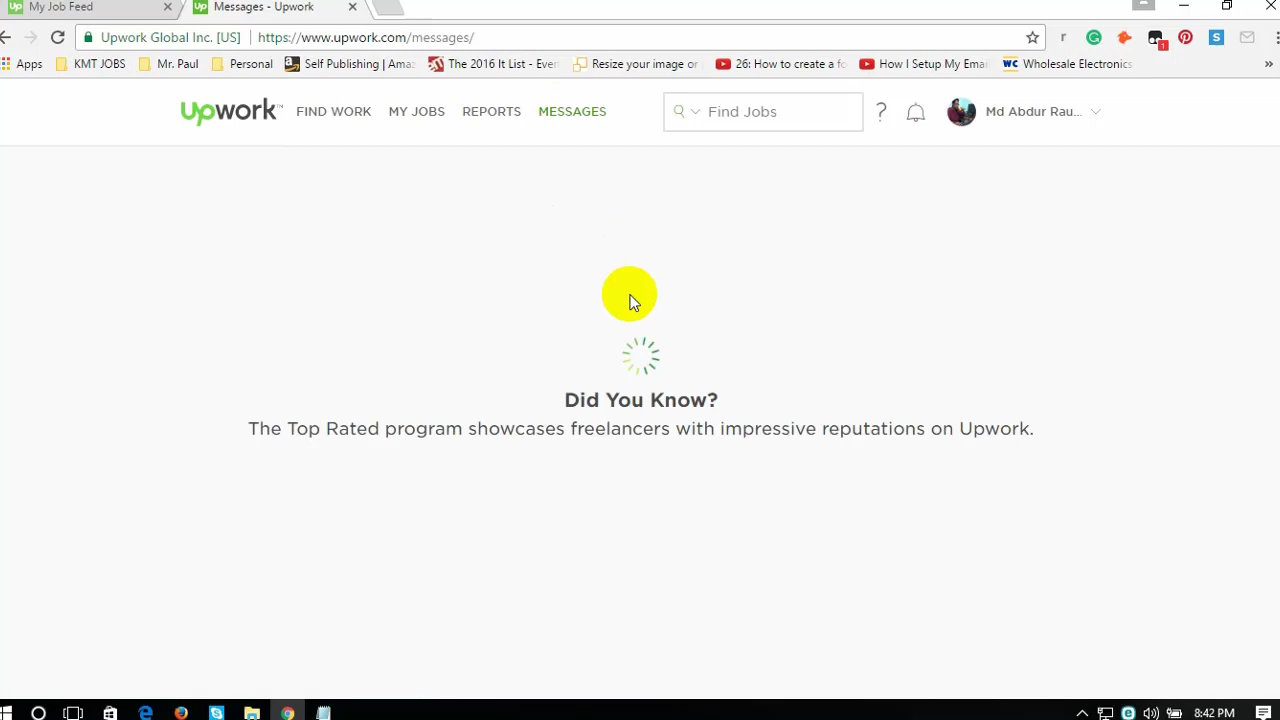 My Job Feed
Messages - Upwork
Upwork Global Inc. [US] https://www.upwork.com/messages/
Apps KMT JOBS Mr. Paul Personal Self Publishing | Ama The 2016 It List - Ever Resize your image or 26: How to create a fo How I Setup My Emai Wholesale Electronics »
upwork™ FIND WORK MY JOBS REPORTS MESSAGES Find Jobs ? Md Abdur Rau...
Did You Know?
The Top Rated program showcases freelancers with impressive reputations on Upwork.
8:42 PM